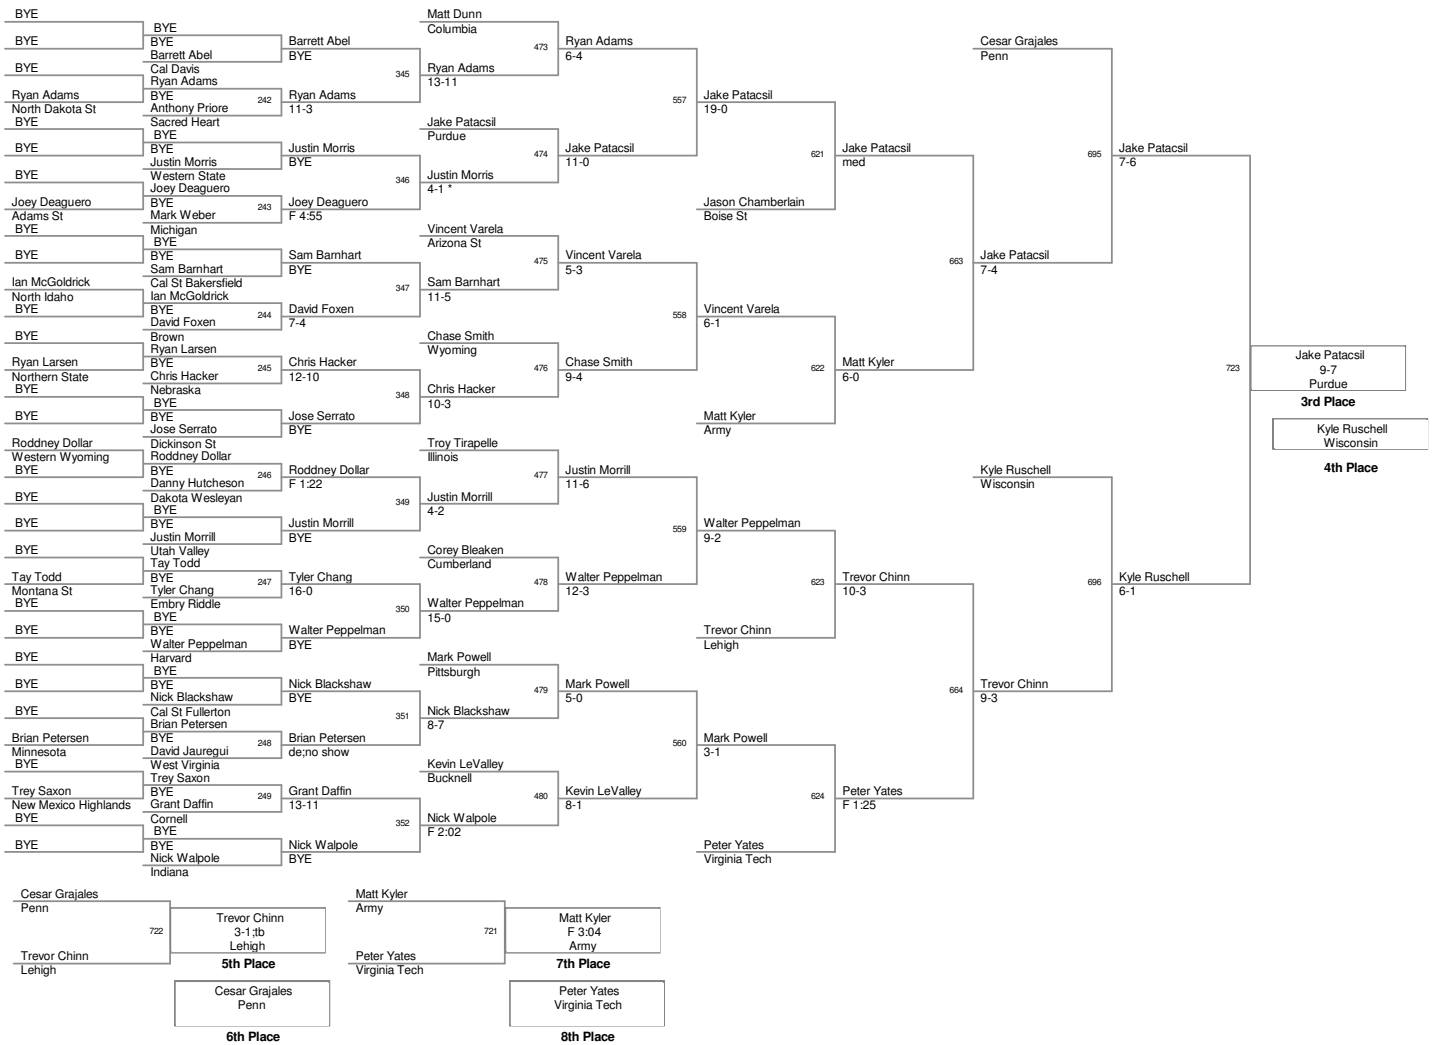 BYE
BYE
BYE
Ryan Adams
North Dakota St
BYE
BYE
BYE
Joey Deaguero
Adams St
BYE
BYE
Ian McGoldrick
North Idaho
BYE
BYE
Ryan Larsen
Northern State
BYE
BYE
Roddney Dollar
Western Wyoming
BYE
BYE
BYE
BYE
Tay Todd
Montana St
BYE
BYE
BYE
BYE
BYE
Brian Petersen
Minnesota
BYE
Trey Saxon
New Mexico Highlands
BYE
BYE
BYE
BYE
Barrett Abel
Cal Davis
Ryan Adams
BYE
242
Anthony Priore
Sacred Heart
BYE
BYE
Justin Morris
Western State
Joey Deaguero
BYE
243
Mark Weber
Michigan
BYE
BYE
Sam Barnhart
Cal St Bakersfield
Ian McGoldrick
BYE
244
David Foxen
Brown
Ryan Larsen
BYE
245
Chris Hacker
Nebraska
BYE
BYE
Jose Serrato
Dickinson St
Roddney Dollar
BYE
246
Danny Hutcheson
Dakota Wesleyan
BYE
BYE
Justin Morrill
Utah Valley
Tay Todd
BYE
247
Tyler Chang
Embry Riddle
BYE
BYE
Walter Peppelman
Harvard
BYE
BYE
Nick Blackshaw
Cal St Fullerton
Brian Petersen
BYE
248
David Jauregui
West Virginia
Trey Saxon
BYE
249
Grant Daffin
Cornell
BYE
BYE
Nick Walpole
Indiana
Barrett Abel
BYE
345
Ryan Adams
11-3
Justin Morris
BYE
346
Joey Deaguero
F 4:55
Sam Barnhart
BYE
347
David Foxen
7-4
Chris Hacker
12-10
348
Jose Serrato
BYE
Roddney Dollar
F 1:22
349
Justin Morrill
BYE
Tyler Chang
16-0
350
Walter Peppelman
BYE
Nick Blackshaw
BYE
351
Brian Petersen
de;no show
Grant Daffin
13-11
352
Nick Walpole
BYE
Matt Dunn
Columbia
473
Ryan Adams
13-11
Jake Patacsil
Purdue
474
Justin Morris
4-1 *
Vincent Varela
Arizona St
475
Sam Barnhart
11-5
Chase Smith
Wyoming
476
Chris Hacker
10-3
Troy Tirapelle
Illinois
477
Justin Morrill
4-2
Corey Bleaken
Cumberland
478
Walter Peppelman
15-0
Mark Powell
Pittsburgh
479
Nick Blackshaw
8-7
Kevin LeValley
Bucknell
480
Nick Walpole
F 2:02
Ryan Adams
6-4
557
Jake Patacsil
11-0
Vincent Varela
5-3
558
Chase Smith
9-4
Justin Morrill
11-6
559
Walter Peppelman
12-3
Mark Powell
5-0
560
Kevin LeValley
8-1
Jake Patacsil
19-0
621
Jason Chamberlain
Boise St
Vincent Varela
6-1
622
Matt Kyler
Army
Walter Peppelman
9-2
623
Trevor Chinn
Lehigh
Mark Powell
3-1
624
Peter Yates
Virginia Tech
Jake Patacsil
med
663
Matt Kyler
6-0
Trevor Chinn
10-3
664
Peter Yates
F 1:25
Cesar Grajales
Penn
695
Jake Patacsil
7-4
Kyle Ruschell
Wisconsin
696
Trevor Chinn
9-3
Jake Patacsil
7-6
723
Kyle Ruschell
6-1
Jake Patacsil
9-7
Purdue
3rd Place
Kyle Ruschell
Wisconsin
4th Place
Cesar Grajales
Penn
722
Trevor Chinn
Lehigh
Trevor Chinn
3-1;tb
Lehigh
5th Place
Cesar Grajales
Penn
6th Place
Matt Kyler
Army
721
Peter Yates
Virginia Tech
Matt Kyler
F 3:04
Army
7th Place
Peter Yates
Virginia Tech
8th Place